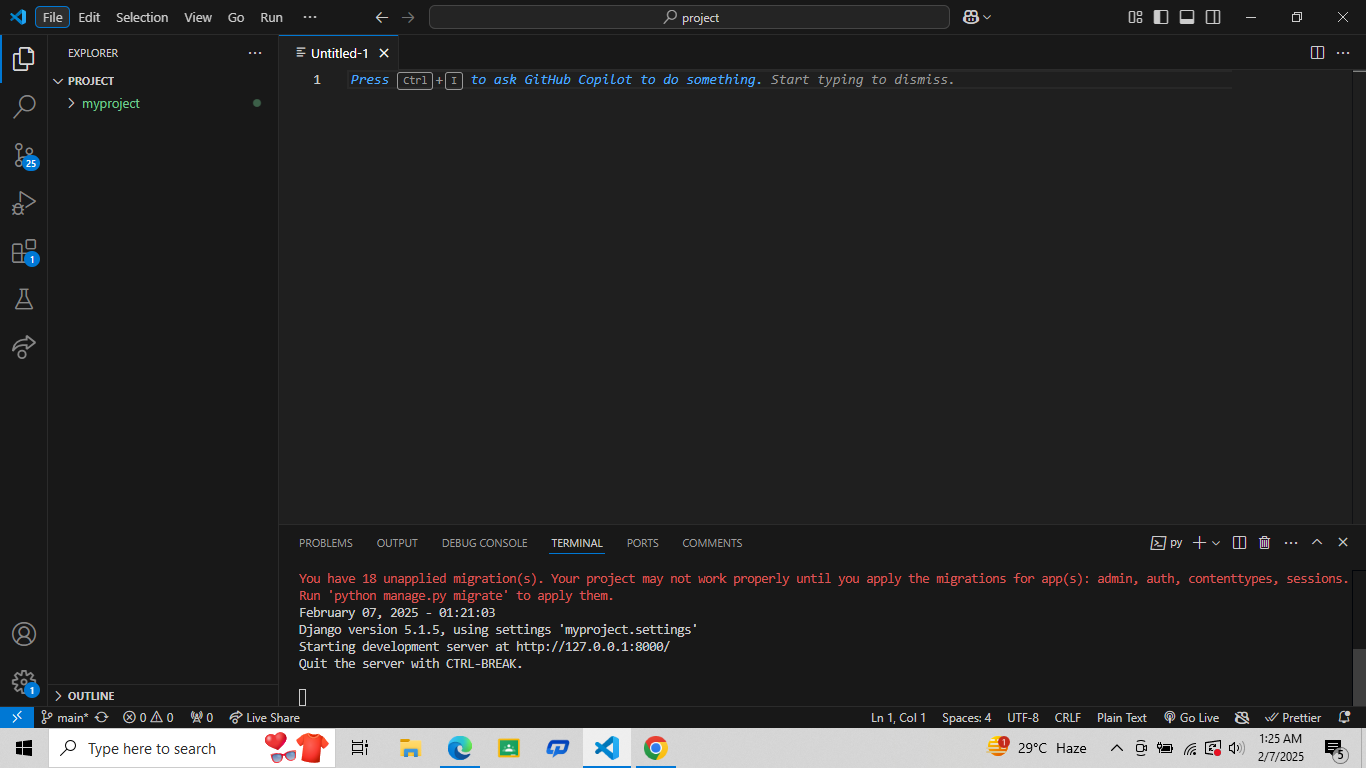 File Edit Selection View Go Run ···
project
EXPLORER
PROJECT
myproject
OUTLINE
Untitled-1
1 Press Ctrl + I to ask GitHub Copilot to do something. Start typing to dismiss.
25
1
1
PROBLEMS OUTPUT DEBUG CONSOLE TERMINAL PORTS COMMENTS
py
You have 18 unapplied migration(s). Your project may not work properly until you apply the migrations for app(s): admin, auth, contenttypes, sessions.
Run 'python manage.py migrate' to apply them.
February 07, 2025 - 01:21:03
Django version 5.1.5, using settings 'myproject.settings'
Starting development server at http://127.0.0.1:8000/
Quit the server with CTRL-BREAK.
main* 0 0 0 Live Share Ln 1, Col 1 Spaces: 4 UTF-8 CRLF Plain Text Go Live Prettier
Type here to search
1 29°C Haze
1:25 AM
2/7/2025
5